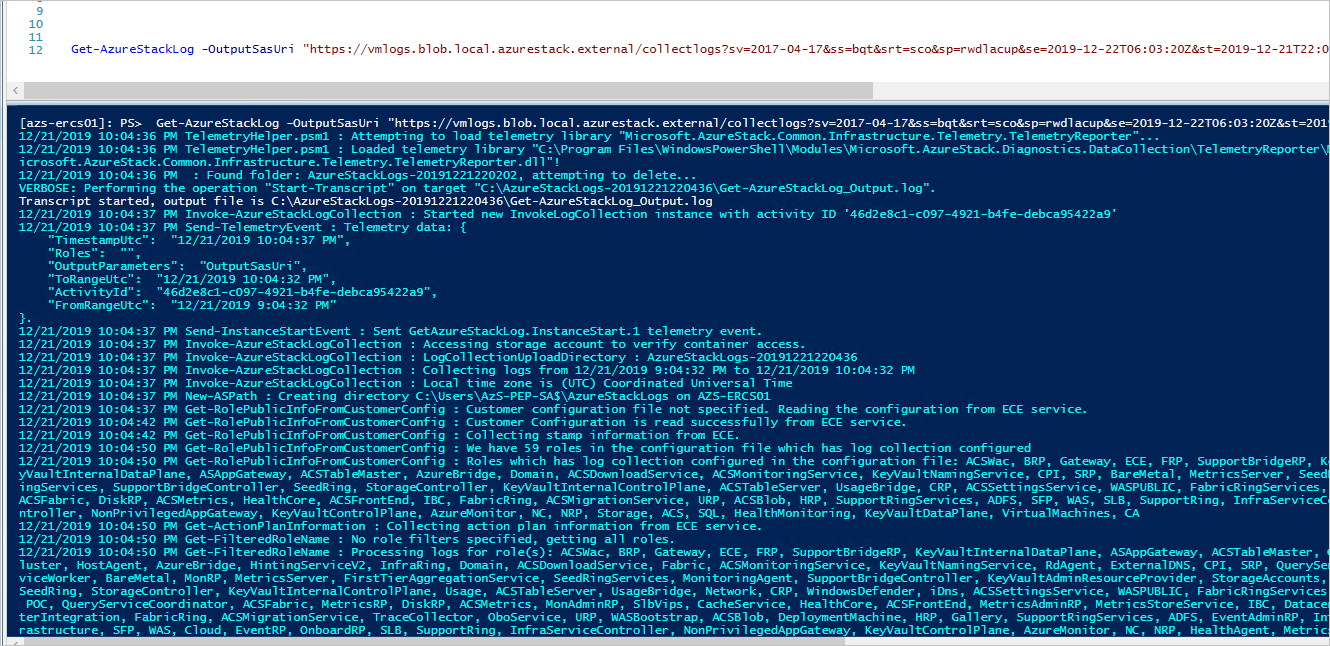 9
10
11
12 Get-AzureStackLog -OutputSasUri "https://vmlogs.blob.local.azurestack.external/collectlogs?sv=2017-04-17&ss=bqt&srt=sco&sp=rwdlacup&se=2019-12-22T06:03:20Z&st=2019-12-21T22:0
[azs-ercs01]: PS> Get-AzureStackLog -OutputSasUri "https://vmlogs.blob.local.azurestack.external/collectlogs?sv=2017-04-17&ss=bqt&srt=sco&sp=rwdlacup&se=2019-12-22T06:03:20Z&st=2019
12/21/2019 10:04:36 PM TelemetryHelper.psm1 : Attempting to load telemetry library "Microsoft.AzureStack.Common.Infrastructure.Telemetry.TelemetryReporter"...
12/21/2019 10:04:36 PM TelemetryHelper.psm1 : Loaded telemetry library "C:\Program Files\WindowsPowerShell\Modules\Microsoft.AzureStack.Diagnostics.DataCollection\TelemetryReporter\M
icrosoft.AzureStack.Common.Infrastructure.Telemetry.TelemetryReporter.dll"!
12/21/2019 10:04:36 PM : Found folder: AzureStackLogs-20191221220202, attempting to delete...
VERBOSE: Performing the operation "Start-Transcript" on target "C:\AzureStackLogs-20191221220436\Get-AzureStackLog_Output.log".
Transcript started, output file is C:\AzureStackLogs-20191221220436\Get-AzureStackLog_Output.log
12/21/2019 10:04:37 PM Invoke-AzureStackLogCollection : Started new InvokeLogCollection instance with activity ID '46d2e8c1-c097-4921-b4fe-debca95422a9'
12/21/2019 10:04:37 PM Send-TelemetryEvent : Telemetry data: {
"TimestampUtc": "12/21/2019 10:04:37 PM",
"Roles": "",
"OutputParameters": "OutputSasUri",
"ToRangeUtc": "12/21/2019 10:04:32 PM",
"ActivityId": "46d2e8c1-c097-4921-b4fe-debca95422a9",
"FromRangeUtc": "12/21/2019 9:04:32 PM"
}.
12/21/2019 10:04:37 PM Send-InstanceStartEvent : Sent GetAzureStackLog.InstanceStart.1 telemetry event.
12/21/2019 10:04:37 PM Invoke-AzureStackLogCollection : Accessing storage account to verify container access.
12/21/2019 10:04:37 PM Invoke-AzureStackLogCollection : LogCollectionUploadDirectory : AzureStackLogs-20191221220436
12/21/2019 10:04:37 PM Invoke-AzureStackLogCollection : Collecting logs from 12/21/2019 9:04:32 PM to 12/21/2019 10:04:32 PM
12/21/2019 10:04:37 PM Invoke-AzureStackLogCollection : Local time zone is (UTC) Coordinated Universal Time
12/21/2019 10:04:37 PM New-ASPath : Creating directory C:\Users\AzS-PEP-SA$\AzureStackLogs on AZS-ERCS01
12/21/2019 10:04:37 PM Get-RolePublicInfoFromCustomerConfig : Customer configuration file not specified. Reading the configuration from ECE service.
12/21/2019 10:04:42 PM Get-RolePublicInfoFromCustomerConfig : Customer Configuration is read successfully from ECE service.
12/21/2019 10:04:42 PM Get-RolePublicInfoFromCustomerConfig : Collecting stamp information from ECE.
12/21/2019 10:04:50 PM Get-RolePublicInfoFromCustomerConfig : We have 59 roles in the configuration file which has log collection configured
12/21/2019 10:04:50 PM Get-RolePublicInfoFromCustomerConfig : Roles which has log collection configured in the configuration file: ACSWac, BRP, Gateway, ECE, FRP, SupportBridgeRP, Ke
yVaultInternalDataPlane, ASAppGateway, ACSTableMaster, AzureBridge, Domain, ACSDownloadService, ACSMonitoringService, KeyVaultNamingService, CPI, SRP, BareMetal, MetricsServer, Seed
ingServices, SupportBridgeController, SeedRing, StorageController, KeyVaultInternalControlPlane, ACSTableServer, UsageBridge, CRP, ACSSettingsService, WASPUBLIC, FabricRingServices,
ACSFabric, DiskRP, ACSMetrics, HealthCore, ACSFrontEnd, IBC, FabricRing, ACSMigrationService, URP, ACSBlob, HRP, SupportRingServices, ADFS, SFP, WAS, SLB, SupportRing, InfraServiceCo
ntroller, NonPrivilegedAppGateway, KeyVaultControlPlane, AzureMonitor, NC, NRP, Storage, ACS, SQL, HealthMonitoring, KeyVaultDataPlane, VirtualMachines, CA
12/21/2019 10:04:50 PM Get-ActionPlanInformation : Collecting action plan information from ECE service.
12/21/2019 10:04:50 PM Get-FilteredRoleName : No role filters specified, getting all roles.
12/21/2019 10:04:50 PM Get-FilteredRoleName : Processing logs for role(s): ACSWac, BRP, Gateway, ECE, FRP, SupportBridgeRP, KeyVaultInternalDataPlane, ASAppGateway, ACSTableMaster,
luster, HostAgent, AzureBridge, HintingServiceV2, InfraRing, Domain, ACSDownloadService, Fabric, ACSMonitoringService, KeyVaultNamingService, RdAgent, ExternalDNS, CPI, SRP, QuerySe
viceWorker, BareMetal, MonRP, MetricsServer, FirstTierAggregationService, SeedRingServices, MonitoringAgent, SupportBridgeController, KeyVaultAdminResourceProvider, StorageAccounts,
SeedRing, StorageController, KeyVaultInternalControlPlane, Usage, ACSTableServer, UsageBridge, Network, CRP, WindowsDefender, iDns, ACSSettingsService, WASPUBLIC, FabricRingServices
POC, QueryServiceCoordinator, ACSFabric, MetricsRP, DiskRP, ACSMetrics, MonAdminRP, SlbVips, CacheService, HealthCore, ACSFrontEnd, MetricsAdminRP, MetricsStoreService, IBC, Datacen
terIntegration, FabricRing, ACSMigrationService, TraceCollector, OboService, URP, WASBootstrap, ACSBlob, DeploymentMachine, HRP, Gallery, SupportRingServices, ADFS, EventAdminRP, In
rastructure, SFP, WAS, Cloud, EventRP, OnboardRP, SLB, SupportRing, InfraServiceController, NonPrivilegedAppGateway, KeyVaultControlPlane, AzureMonitor, NC, NRP, HealthAgent, Metris